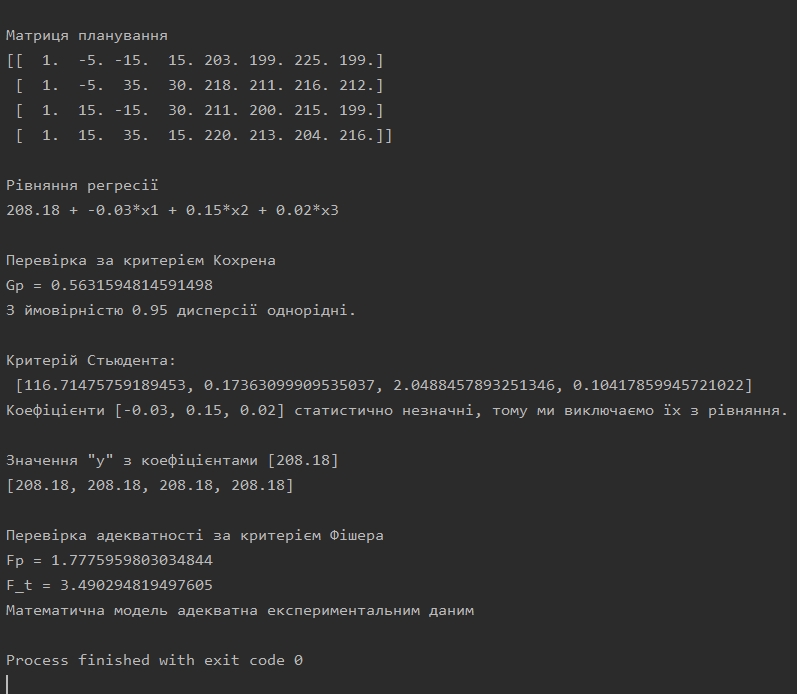 Матриця планування
[[  1.  -5. -15.  15. 203. 199. 225. 199.]
 [  1.  -5.  35.  30. 218. 211. 216. 212.]
 [  1.  15. -15.  30. 211. 200. 215. 199.]
 [  1.  15.  35.  15. 220. 213. 204. 216.]]
Рівняння регресії
208.18 + -0.03*x1 + 0.15*x2 + 0.02*x3
Перевірка за критерієм Кохрена
Gp = 0.5631594814591498
З ймовірністю 0.95 дисперсії однорідні.
Критерій Стьюдента:
 [116.71475759189453, 0.17363099909535037, 2.0488457893251346, 0.10417859945721022]
Коефіцієнти [-0.03, 0.15, 0.02] статистично незначні, тому ми виключаємо їх з рівняння.
Значення "y" з коефіцієнтами [208.18]
[208.18, 208.18, 208.18, 208.18]
Перевірка адекватності за критерієм Фішера
Fp = 1.7775959803034844
F_t = 3.490294819497605
Математична модель адекватна експериментальним даним
Process finished with exit code 0